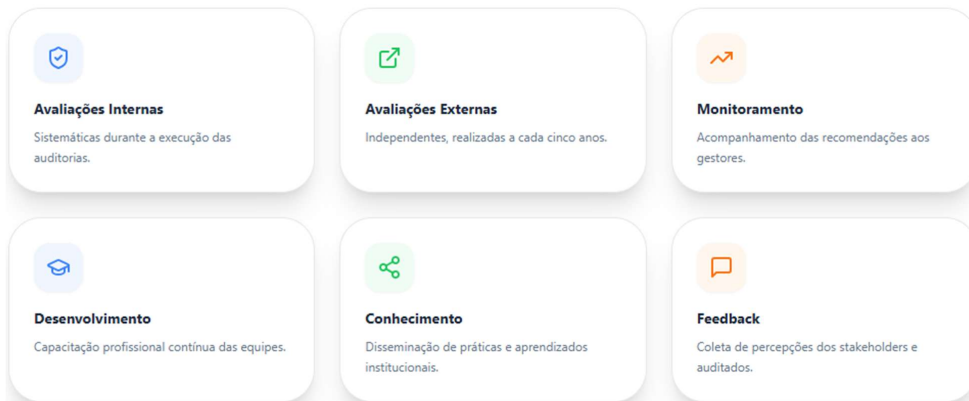 Avaliações Internas
Sistemáticas durante a execução das
auditorias.
Avaliações Externas
Independentes, realizadas a cada cinco anos.
Monitoramento
Acompanhamento das recomendações aos
gestores.
Desenvolvimento
Capacitação profissional contínua das equipes.
Conhecimento
Disseminação de práticas e aprendizados
institucionais.
Feedback
Coleta de percepções dos stakeholders e
auditados.